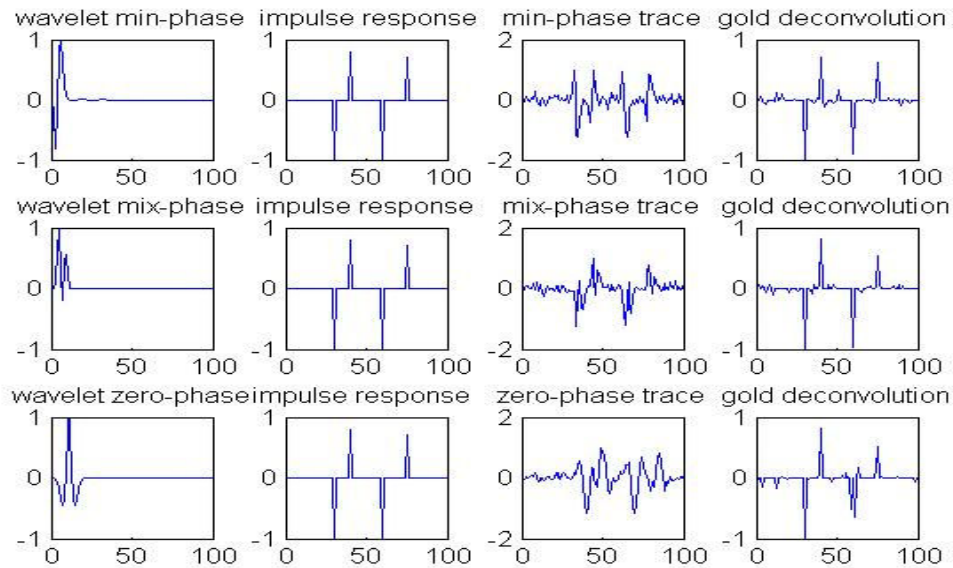 wavelet min-phase impulse response min-phase trace gold deconvolution
1 1 2 1
0 0 0 0
-1 -1 -2 -1
0 50 100 0 50 100 0 50 100 0 50 100
wavelet mix-phase impulse response mix-phase trace gold deconvolution
1 1 2 1
0 0 0 0
-1 -1 -2 -1
0 50 100 0 50 100 0 50 100 0 50 100
wavelet zero-phase impulse response zero-phase trace gold deconvolution
1 1 2 1
0 0 0 0
-1 -1 -2 -1
0 50 100 0 50 100 0 50 100 0 50 100